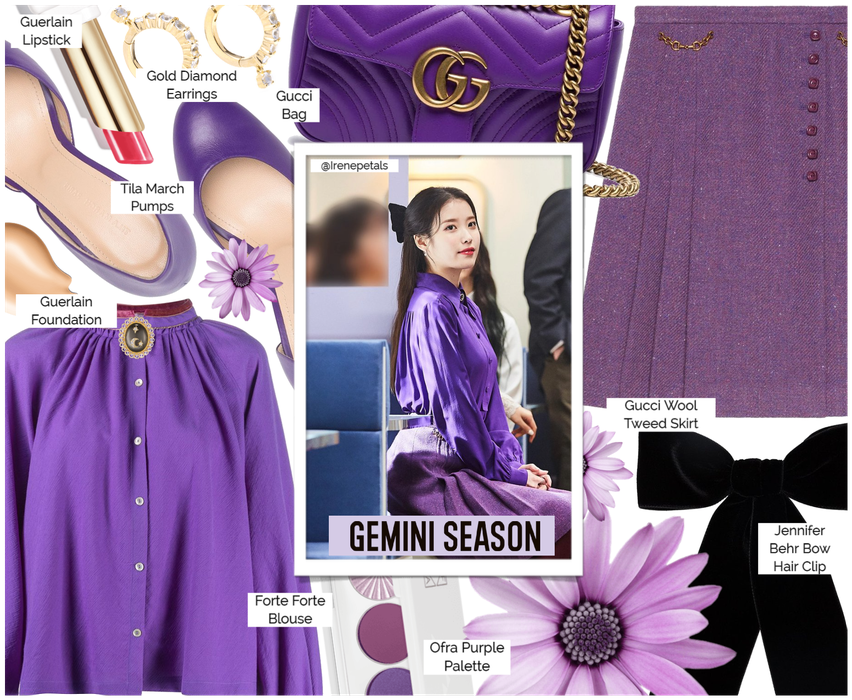 Guerlain
Lipstick
Gold Diamond
Earrings
Gucci
Bag
GG
Tila March
Pumps
@Irenepetals
Guerlain
Foundation
Gucci Wool
Tweed Skirt
GEMINI SEASON
Jennifer
Behr Bow
Hair Clip
Forte Forte
Blouse
Ofra Purple
Palette